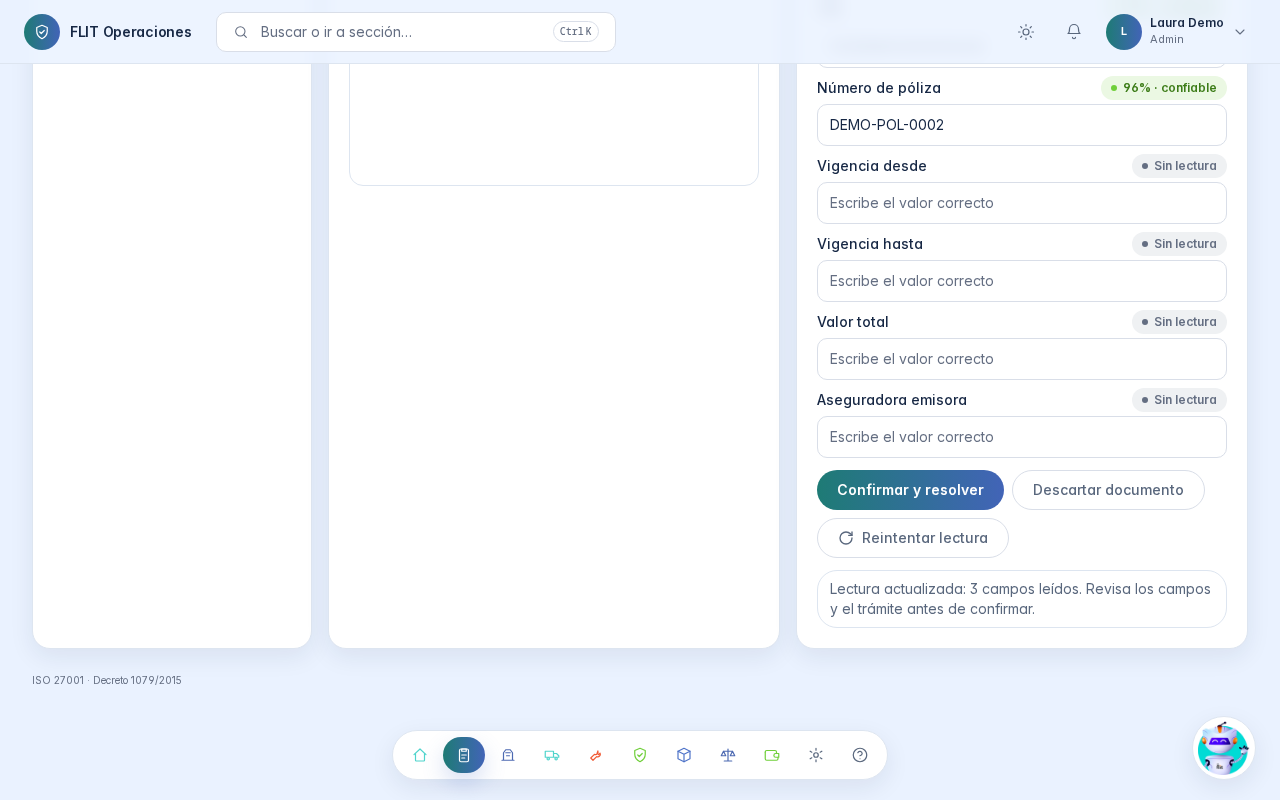 FLIT Operaciones
Buscar o ir a sección…
Ctrl K
L
Laura Demo
Admin
Número de póliza
96% · confiable
DEMO-POL-0002
Vigencia desde
Sin lectura
Escribe el valor correcto
Vigencia hasta
Sin lectura
Escribe el valor correcto
Valor total
Sin lectura
Escribe el valor correcto
Aseguradora emisora
Sin lectura
Escribe el valor correcto
Confirmar y resolver
Descartar documento
Reintentar lectura
Lectura actualizada: 3 campos leídos. Revisa los campos
y el trámite antes de confirmar.
ISO 27001 · Decreto 1079/2015